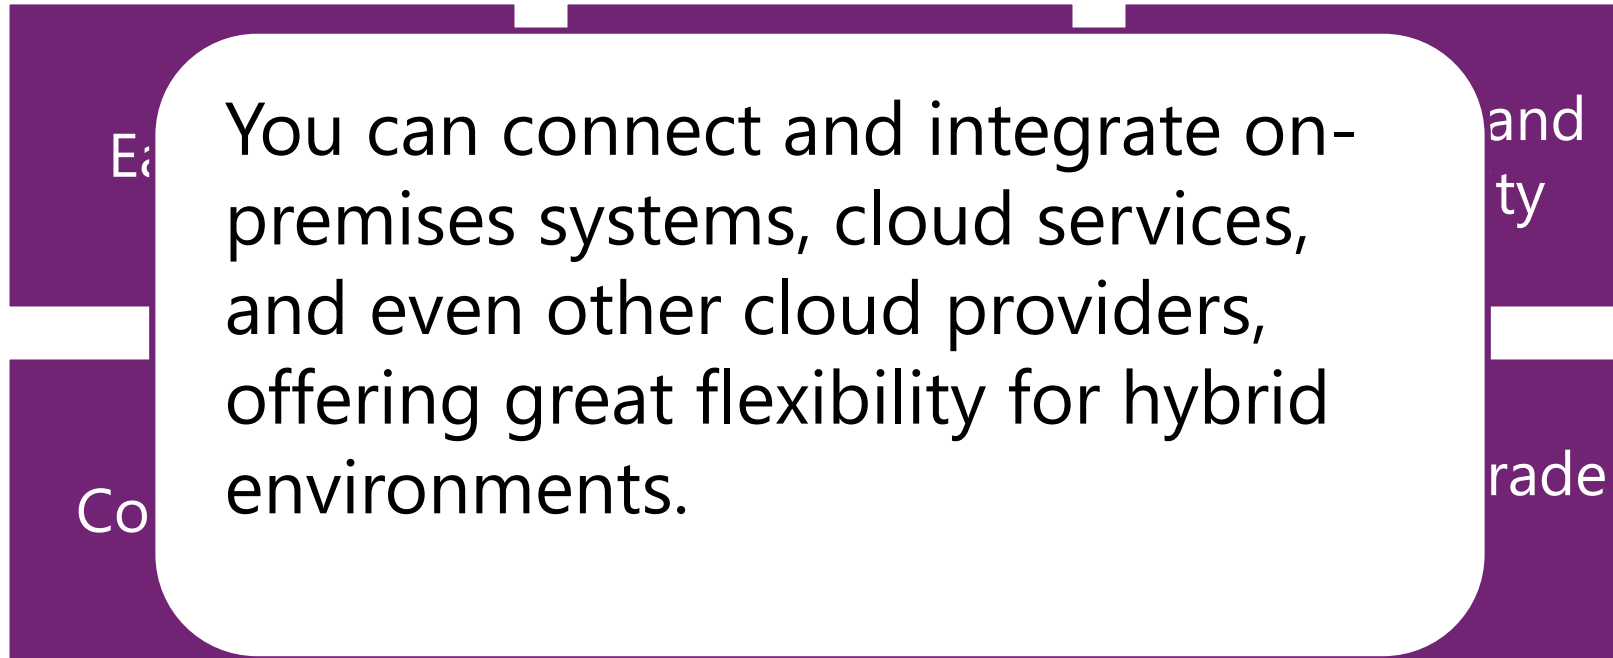 You can connect and integrate on-
premises systems, cloud services,
and even other cloud providers,
offering great flexibility for hybrid
environments.
and